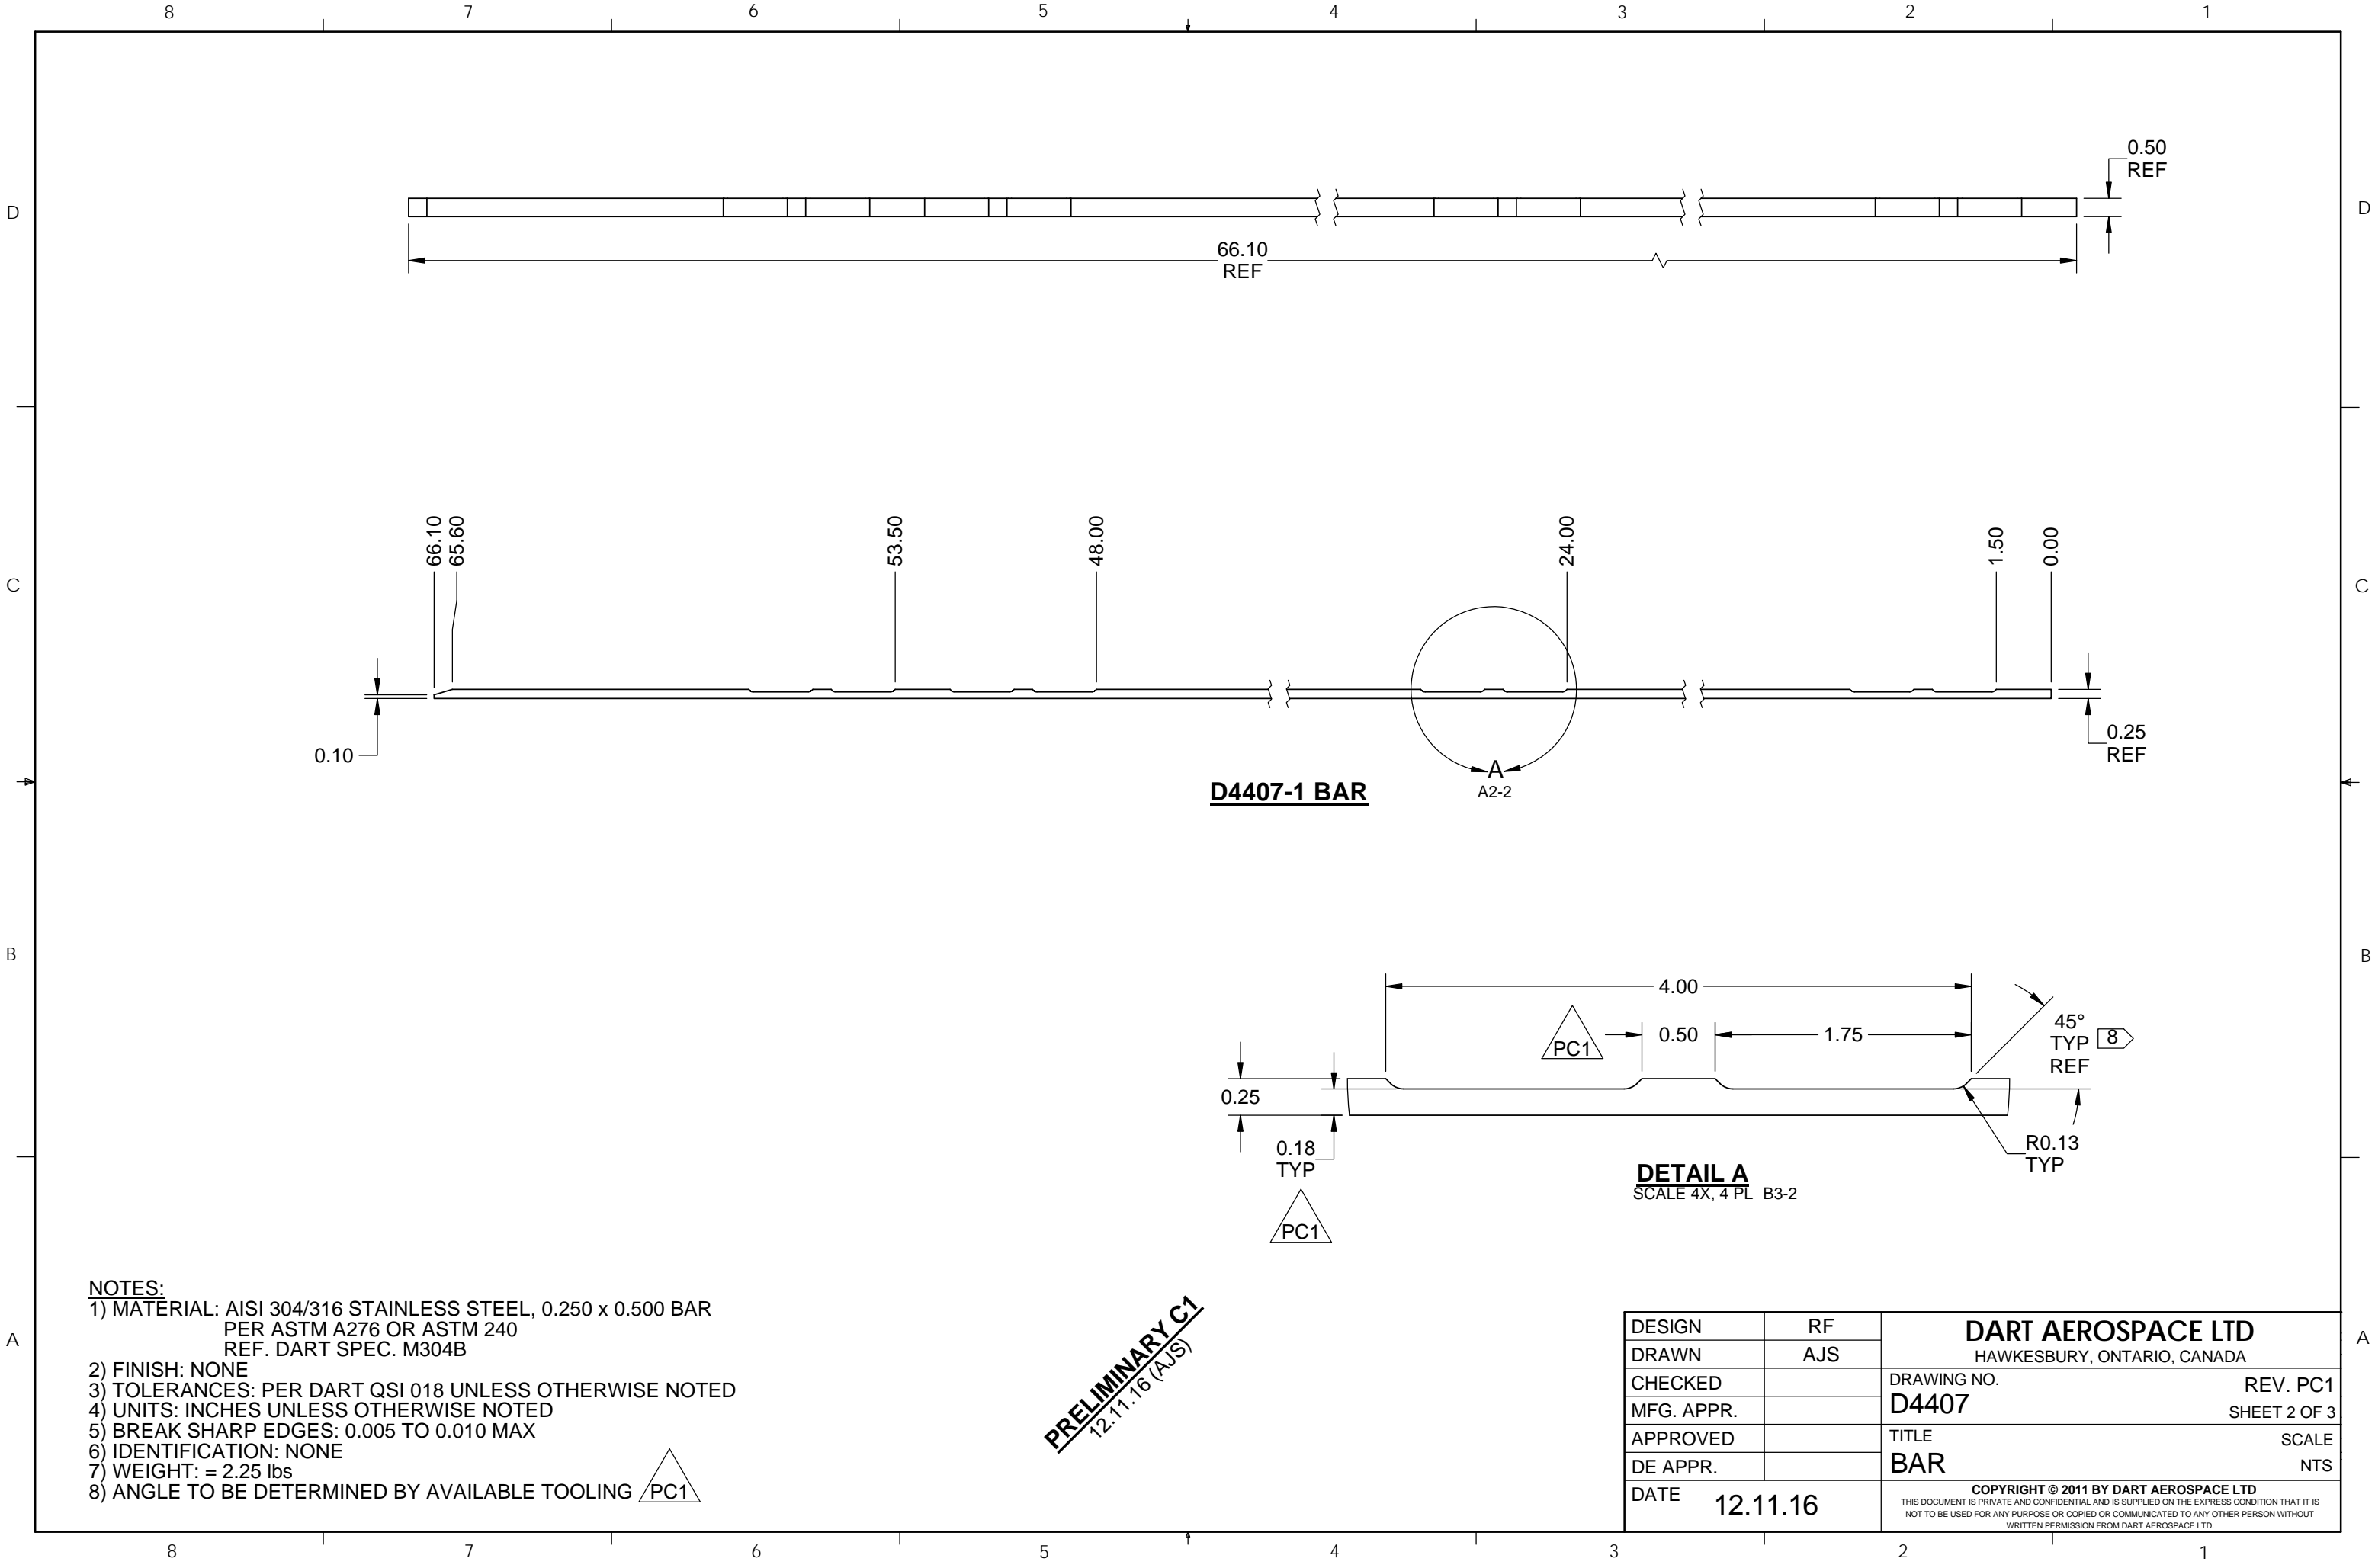 8 7 6 5 4 3 2 1
D
D
0.50
REF
66.10
REF
C
C
66.10
65.60
53.50
48.00
24.00
1.50
0.00
0.10
0.25
REF
A
A2-2
D4407-1 BAR
B
B
4.00
PC1
0.50
1.75
45°
TYP
REF
8
0.25
0.18
TYP
PC1
R0.13
TYP
DETAIL A
SCALE 4X, 4 PL B3-2
A
A
NOTES:
1) MATERIAL: AISI 304/316 STAINLESS STEEL, 0.250 x 0.500 BAR
PER ASTM A276 OR ASTM 240
REF. DART SPEC. M304B
2) FINISH: NONE
3) TOLERANCES: PER DART QSI 018 UNLESS OTHERWISE NOTED
4) UNITS: INCHES UNLESS OTHERWISE NOTED
5) BREAK SHARP EDGES: 0.005 TO 0.010 MAX
6) IDENTIFICATION: NONE
7) WEIGHT: = 2.25 lbs
8) ANGLE TO BE DETERMINED BY AVAILABLE TOOLING PC1
PRELIMINARY C1
12.11.16 (AJS)
DESIGN RF
DRAWN AJS
CHECKED
MFG. APPR.
APPROVED
DE APPR.
DATE 12.11.16
DART AEROSPACE LTD
HAWKESBURY, ONTARIO, CANADA
DRAWING NO. REV. PC1
D4407 SHEET 2 OF 3
TITLE SCALE
BAR NTS
COPYRIGHT © 2011 BY DART AEROSPACE LTD
THIS DOCUMENT IS PRIVATE AND CONFIDENTIAL AND IS SUPPLIED ON THE EXPRESS CONDITION THAT IT IS
NOT TO BE USED FOR ANY PURPOSE OR COPIED OR COMMUNICATED TO ANY OTHER PERSON WITHOUT
WRITTEN PERMISSION FROM DART AEROSPACE LTD.
8 7 6 5 4 3 2 1